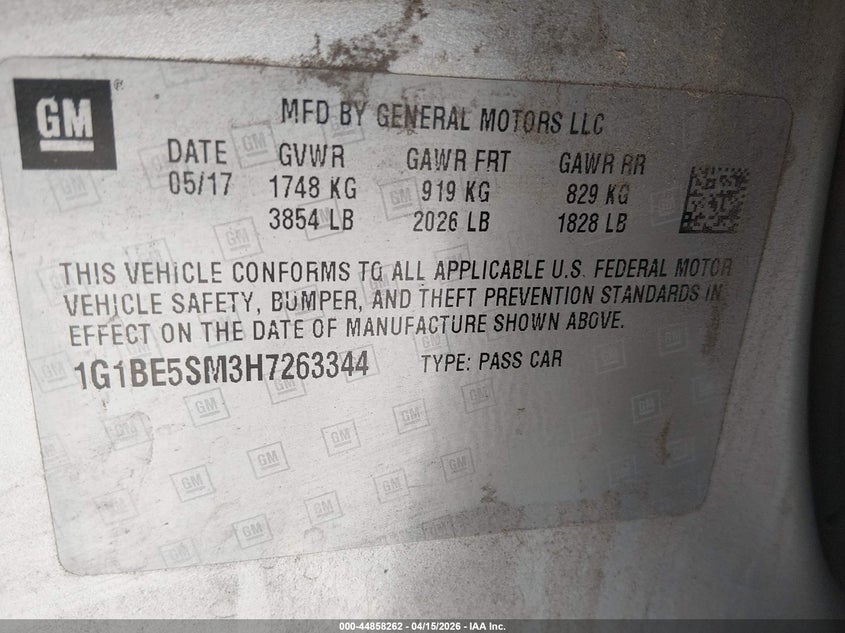 GM
MFD BY GENERAL MOTORS LLC
DATE GVWR GAWR FRT GAWR RR
05/17 1748 KG 919 KG 829 KG
3854 LB 2026 LB 1828 LB
THIS VEHICLE CONFORMS TO ALL APPLICABLE U.S. FEDERAL MOTOR
VEHICLE SAFETY, BUMPER, AND THEFT PREVENTION STANDARDS IN
EFFECT ON THE DATE OF MANUFACTURE SHOWN ABOVE.
1G1BE5SM3H7263344 TYPE: PASS CAR
000-44858262 - 04/15/2026 - IAA Inc.